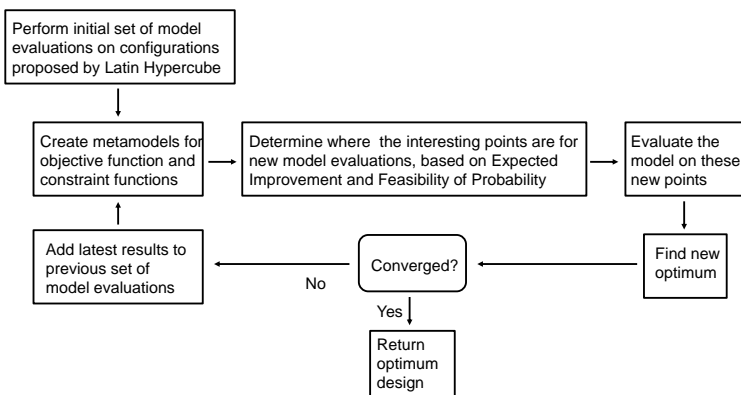 Perform initial set of model
evaluations on configurations
proposed by Latin Hypercube
Create metamodels for
objective function and
constraint functions
Determine where the interesting points are for
new model evaluations, based on Expected
Improvement and Feasibility of Probability
Evaluate the
model on these
new points
Find new
optimum
Converged?
No
Yes
Add latest results to
previous set of
model evaluations
Return
optimum
design